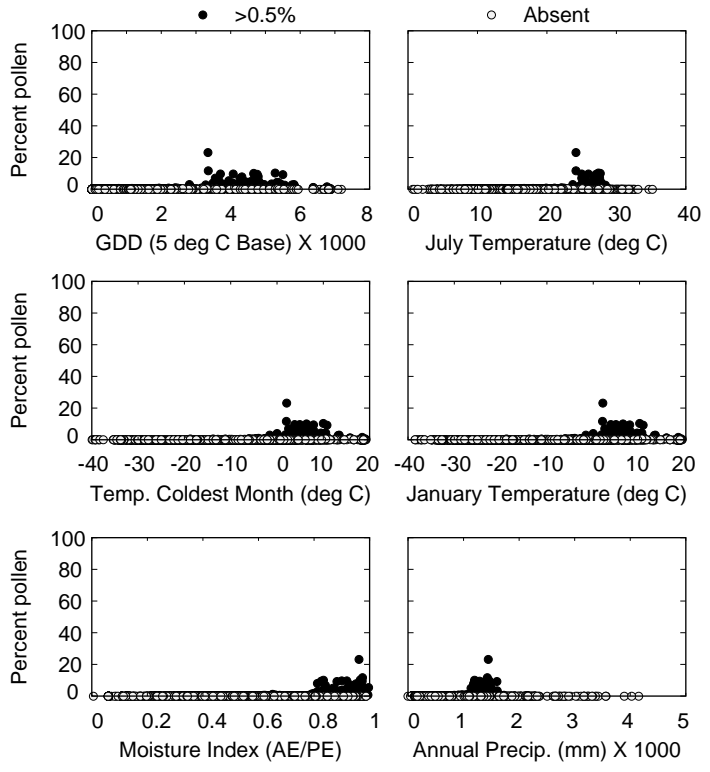 >0.5%
Absent
Percent pollen
100
80
60
40
20
0
0 2 4 6 8
GDD (5 deg C Base) X 1000
0 10 20 30 40
July Temperature (deg C)
Percent pollen
100
80
60
40
20
0
-40 -30 -20 -10 0 10 20
Temp. Coldest Month (deg C)
-40 -30 -20 -10 0 10 20
January Temperature (deg C)
Percent pollen
100
80
60
40
20
0
0 0.2 0.4 0.6 0.8 1
Moisture Index (AE/PE)
0 1 2 3 4 5
Annual Precip. (mm) X 1000